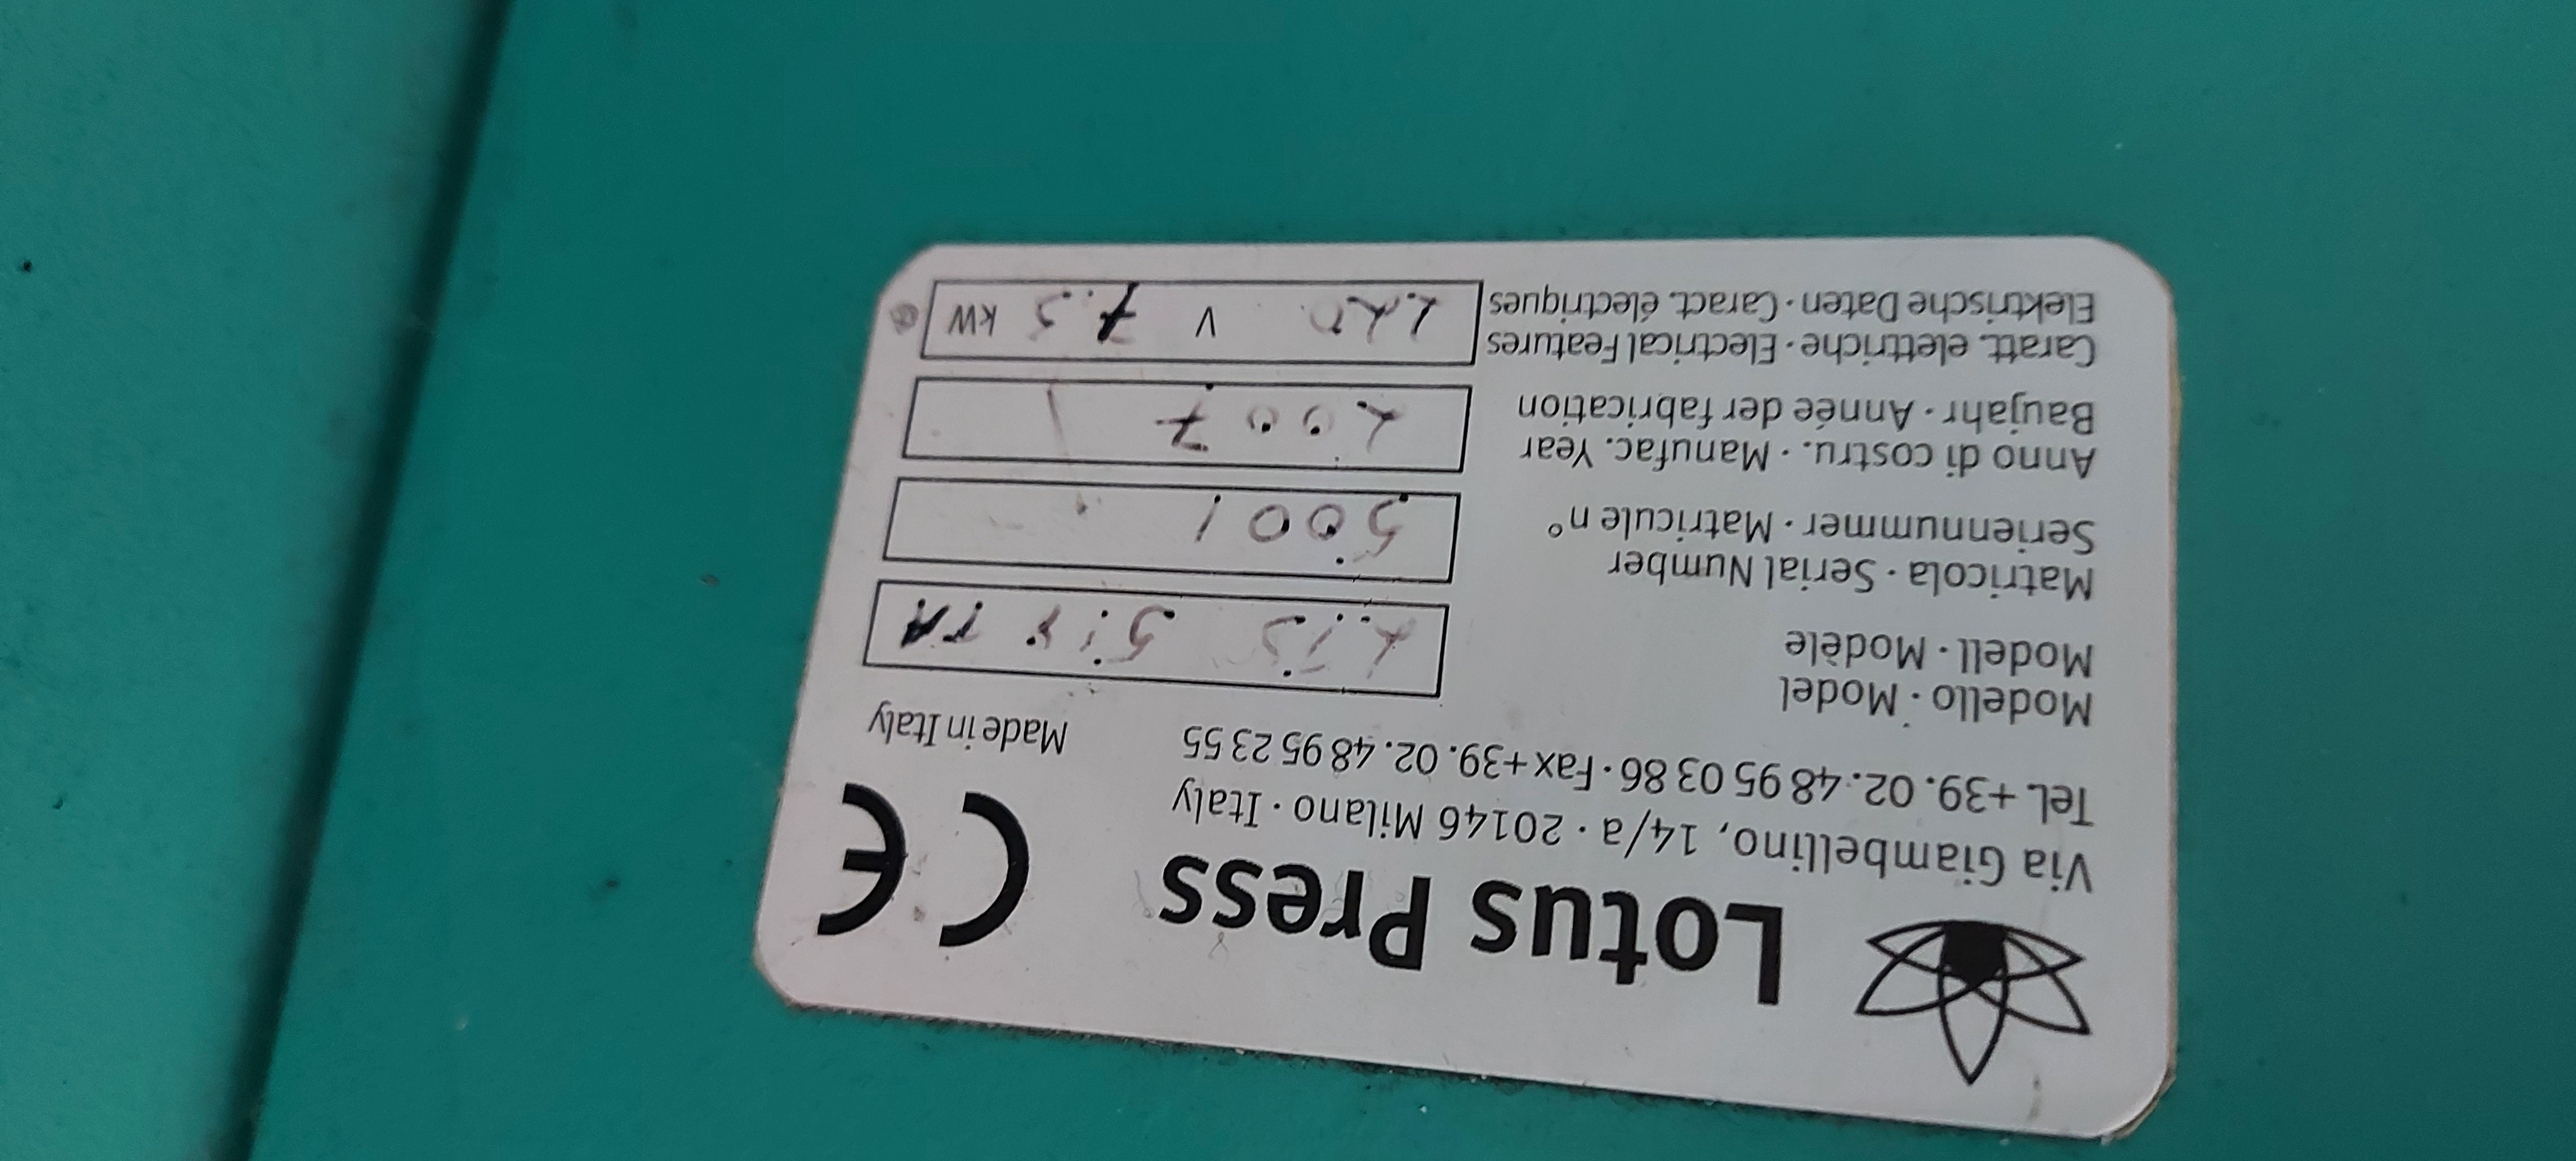 Lotus Press
Via Giambellino, 14/a · 20146 Milano · Italy
Tel. +39. 02. 48 95 03 86 · Fax +39. 02. 48 95 23 55
CE
Made in Italy
Modello · Model
Modell · Modèle
Matricola · Serial Number
Seriennummer · Matricule n°
5001
Anno di costru. · Manufac. Year
Baujahr · Année der fabrication
2007
Caratt. elettriche · Electrical Features
Elektrische Daten · Caract. électriques
220 V 7.5 kW